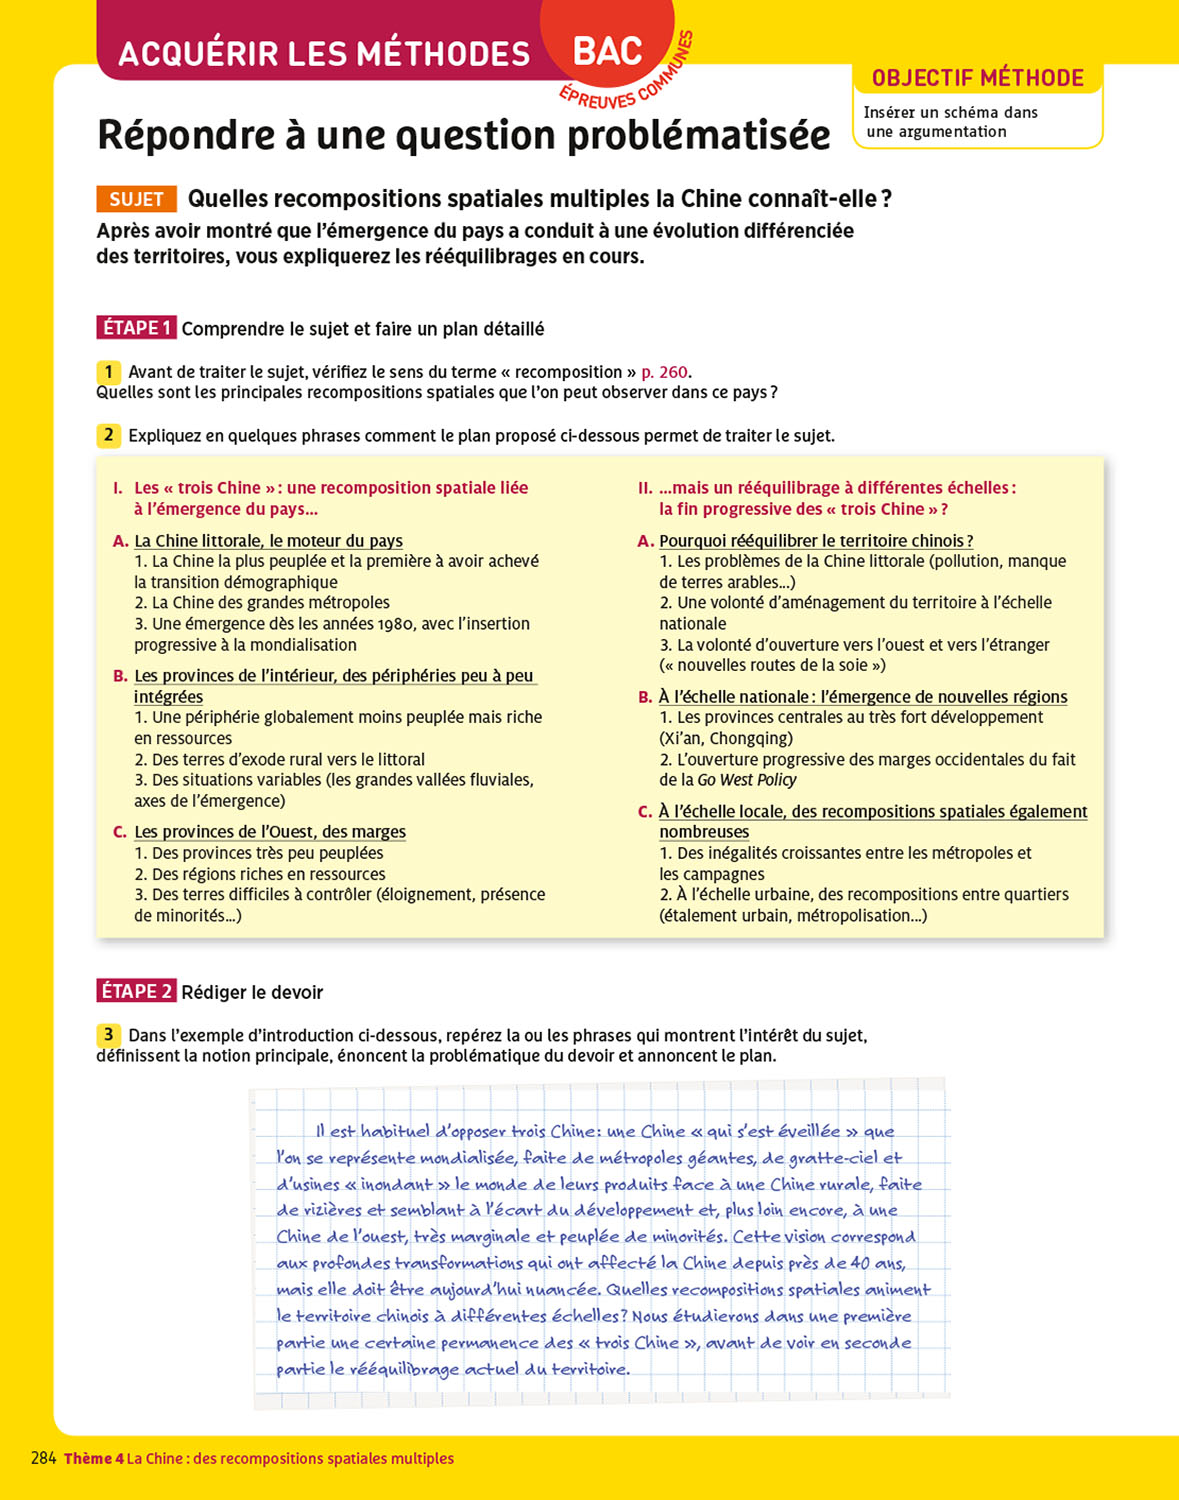 ACQUÉRIR LES MÉTHODES
BAC
ÉPREUVES COMMUNES
OBJECTIF MÉTHODE
Insérer un schéma dans
une argumentation
Répondre à une question problématisée
SUJET Quelles recompositions spatiales multiples la Chine connaît-elle ?
Après avoir montré que l'émergence du pays a conduit à une évolution différenciée
des territoires, vous expliquerez les rééquilibrages en cours.
ÉTAPE 1 Comprendre le sujet et faire un plan détaillé
1 Avant de traiter le sujet, vérifiez le sens du terme « recomposition » p. 260.
Quelles sont les principales recompositions spatiales que l'on peut observer dans ce pays ?
2 Expliquez en quelques phrases comment le plan proposé ci-dessous permet de traiter le sujet.
I. Les « trois Chine » : une recomposition spatiale liée
à l'émergence du pays...
A. La Chine littorale, le moteur du pays
1. La Chine la plus peuplée et la première à avoir achevé
la transition démographique
2. La Chine des grandes métropoles
3. Une émergence dès les années 1980, avec l'insertion
progressive à la mondialisation
B. Les provinces de l'intérieur, des périphéries peu à peu
intégrées
1. Une périphérie globalement moins peuplée mais riche
en ressources
2. Des terres d'exode rural vers le littoral
3. Des situations variables (les grandes vallées fluviales,
axes de l'émergence)
C. Les provinces de l'Ouest, des marges
1. Des provinces très peu peuplées
2. Des régions riches en ressources
3. Des terres difficiles à contrôler (éloignement, présence
de minorités...)
II. ...mais un rééquilibrage à différentes échelles :
la fin progressive des « trois Chine » ?
A. Pourquoi rééquilibrer le territoire chinois ?
1. Les problèmes de la Chine littorale (pollution, manque
de terres arables...)
2. Une volonté d'aménagement du territoire à l'échelle
nationale
3. La volonté d'ouverture vers l'ouest et vers l'étranger
(« nouvelles routes de la soie »)
B. À l'échelle nationale : l'émergence de nouvelles régions
1. Les provinces centrales au très fort développement
(Xi'an, Chongqing)
2. L'ouverture progressive des marges occidentales du fait
de la Go West Policy
C. À l'échelle locale, des recompositions spatiales également
nombreuses
1. Des inégalités croissantes entre les métropoles et
les campagnes
2. À l'échelle urbaine, des recompositions entre quartiers
(étalement urbain, métropolisation...)
ÉTAPE 2 Rédiger le devoir
3 Dans l'exemple d'introduction ci-dessous, repérez la ou les phrases qui montrent l'intérêt du sujet,
définissent la notion principale, énoncent la problématique du devoir et annoncent le plan.
Il est habituel d'opposer trois Chine : une Chine « qui s'est éveillée » que
l'on se représente mondialisée, faite de métropoles géantes, de gratte-ciel et
d'usines « inondant » le monde de leurs produits face à une Chine rurale, faite
de rizières et semblant à l'écart du développement et, plus loin encore, à une
Chine de l'ouest, très marginale et peuplée de minorités. Cette vision correspond
aux profondes transformations qui ont affecté la Chine depuis près de 40 ans,
mais elle doit être aujourd'hui nuancée. Quelles recompositions spatiales animent
le territoire chinois à différentes échelles ? Nous étudierons dans une première
partie une certaine permanence des « trois Chine », avant de voir en seconde
partie le rééquilibrage actuel du territoire.
284 Thème 4 La Chine : des recompositions spatiales multiples